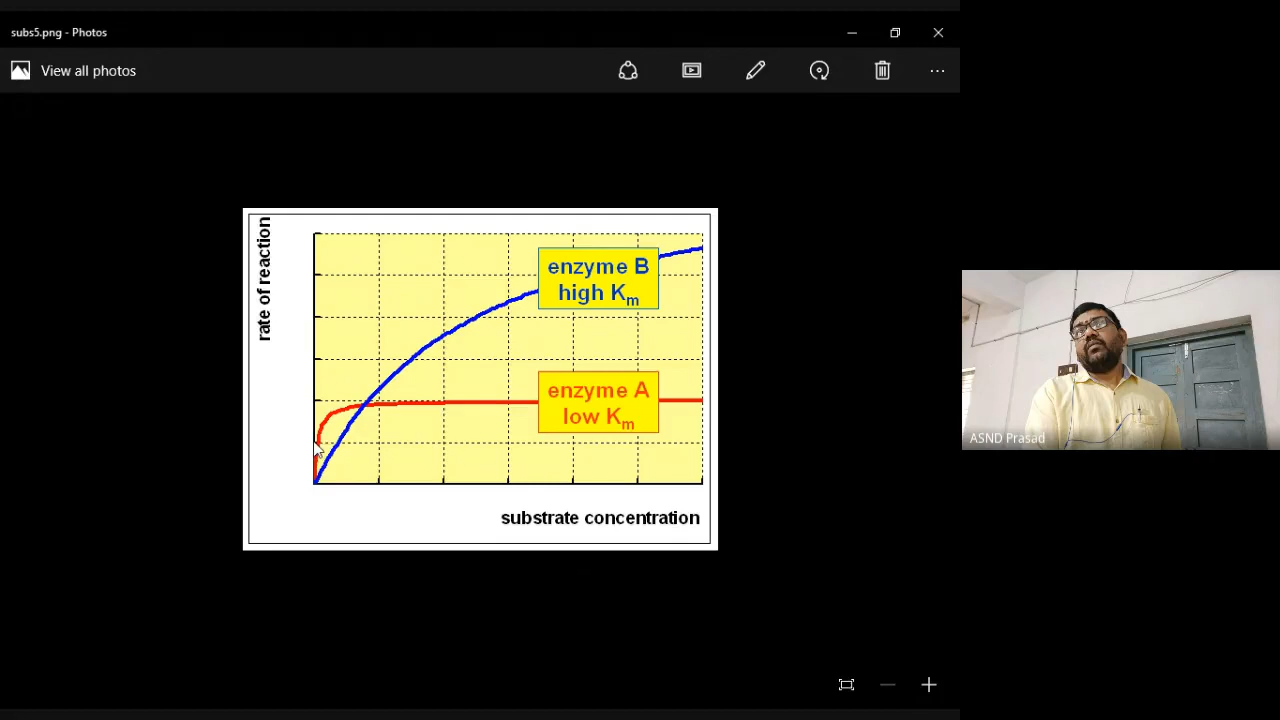 subs5.png - Photos
View all photos
rate of reaction
enzyme B
high Km
enzyme A
low Km
substrate concentration
ASND Prasad